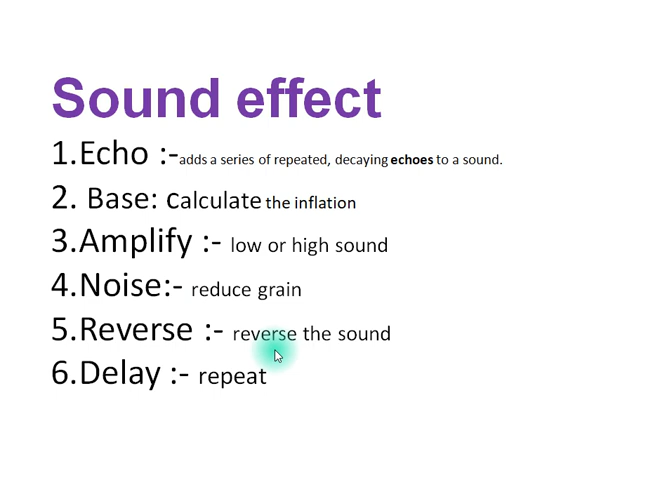 Sound effect
1.Echo :-adds a series of repeated, decaying echoes to a sound.
2. Base: calculate the inflation
3.Amplify :- low or high sound
4.Noise:- reduce grain
5.Reverse :- reverse the sound
6.Delay :- repeat